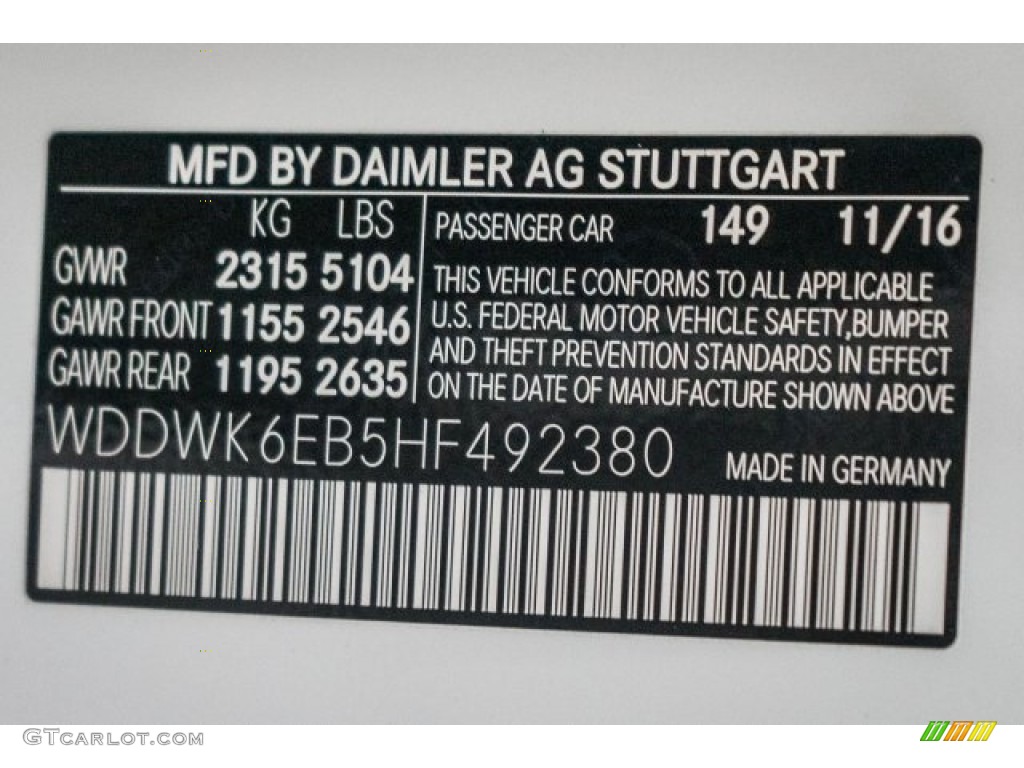 MFD BY DAIMLER AG STUTTGART
KG LBS
GVWR 2315 5104
GAWR FRONT 1155 2546
GAWR REAR 1195 2635
PASSENGER CAR 149 11/16
THIS VEHICLE CONFORMS TO ALL APPLICABLE
U.S. FEDERAL MOTOR VEHICLE SAFETY,BUMPER
AND THEFT PREVENTION STANDARDS IN EFFECT
ON THE DATE OF MANUFACTURE SHOWN ABOVE
WDDWK6EB5HF492380
MADE IN GERMANY
GTCARLOT.COM